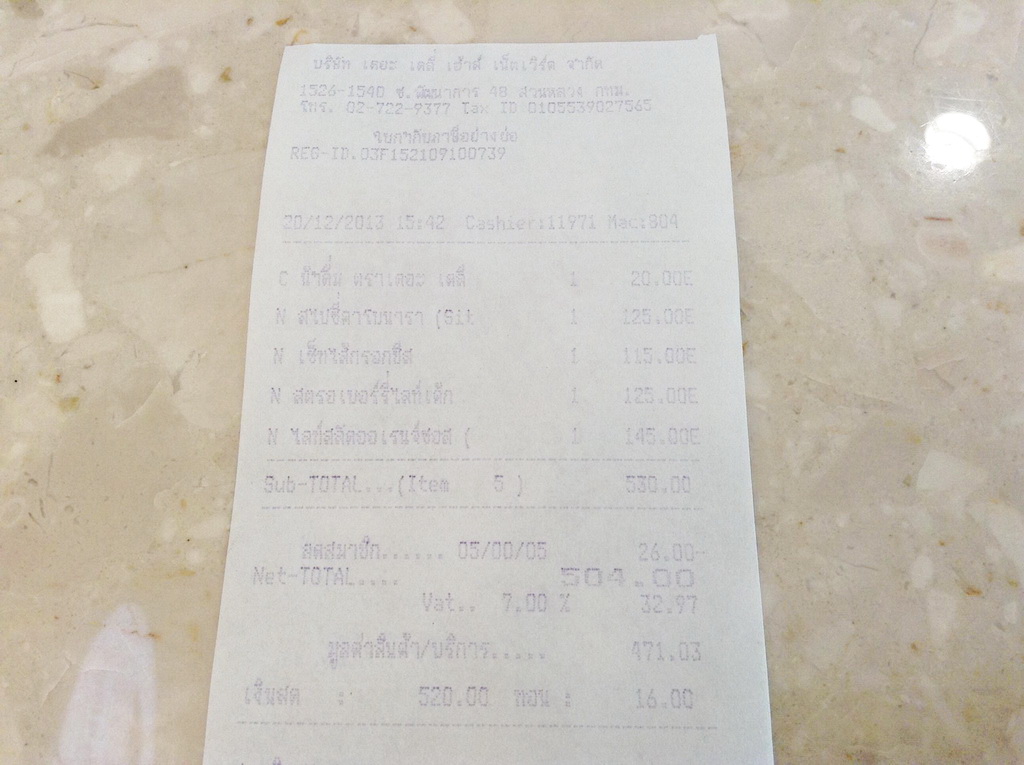 บริษัท เดอะ เดลี่ เฮ้าส์ เน็ตเวิร์ต จำกัด
1526-1540 ซ.พัฒนาการ 48 สวนหลวง กทม.
โทร. 02-722-9377 Tax ID 0105539027565
ใบกำกับภาษีอย่างย่อ
REG-ID.03F152109100739
20/12/2013 15:42 Cashier:11971 Mac:804
C น้ำดื่ม ตราเดอะ เดลี่ 1 20.00E
N สไปซี่คาโบนารา (Sit 1 125.00E
N เซ็ทไส้กรอกชีส 1 115.00E
N สตรอเบอร์รี่ไลท์เค้ก 1 125.00E
N ไลท์สลัดออเรนจ์ซอส ( 1 145.00E
Sub-TOTAL...(Item 5 ) 530.00
ลดสมาชิก...... 05/00/05 26.00-
Net-TOTAL.... 504.00
Vat.. 7.00 % 32.97
มูลค่าสินค้า/บริการ..... 471.03
เงินสด : 520.00 ทอน : 16.00